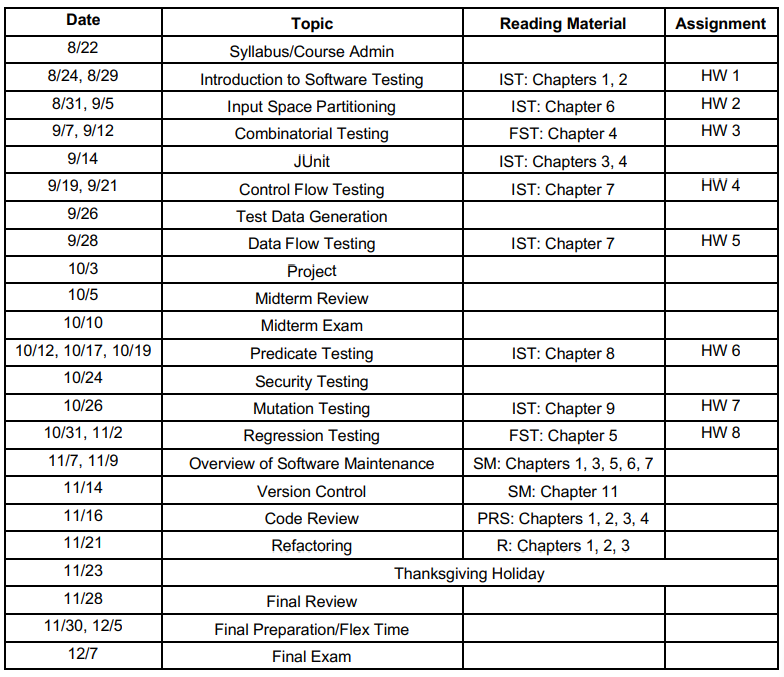 Date Topic Reading Material Assignment
8/22 Syllabus/Course Admin
8/24, 8/29 Introduction to Software Testing IST: Chapters 1, 2 HW 1
8/31, 9/5 Input Space Partitioning IST: Chapter 6 HW 2
9/7, 9/12 Combinatorial Testing FST: Chapter 4 HW 3
9/14 JUnit IST: Chapters 3, 4
9/19, 9/21 Control Flow Testing IST: Chapter 7 HW 4
9/26 Test Data Generation
9/28 Data Flow Testing IST: Chapter 7 HW 5
10/3 Project
10/5 Midterm Review
10/10 Midterm Exam
10/12, 10/17, 10/19 Predicate Testing IST: Chapter 8 HW 6
10/24 Security Testing
10/26 Mutation Testing IST: Chapter 9 HW 7
10/31, 11/2 Regression Testing FST: Chapter 5 HW 8
11/7, 11/9 Overview of Software Maintenance SM: Chapters 1, 3, 5, 6, 7
11/14 Version Control SM: Chapter 11
11/16 Code Review PRS: Chapters 1, 2, 3, 4
11/21 Refactoring R: Chapters 1, 2, 3
11/23 Thanksgiving Holiday
11/28 Final Review
11/30, 12/5 Final Preparation/Flex Time
12/7 Final Exam